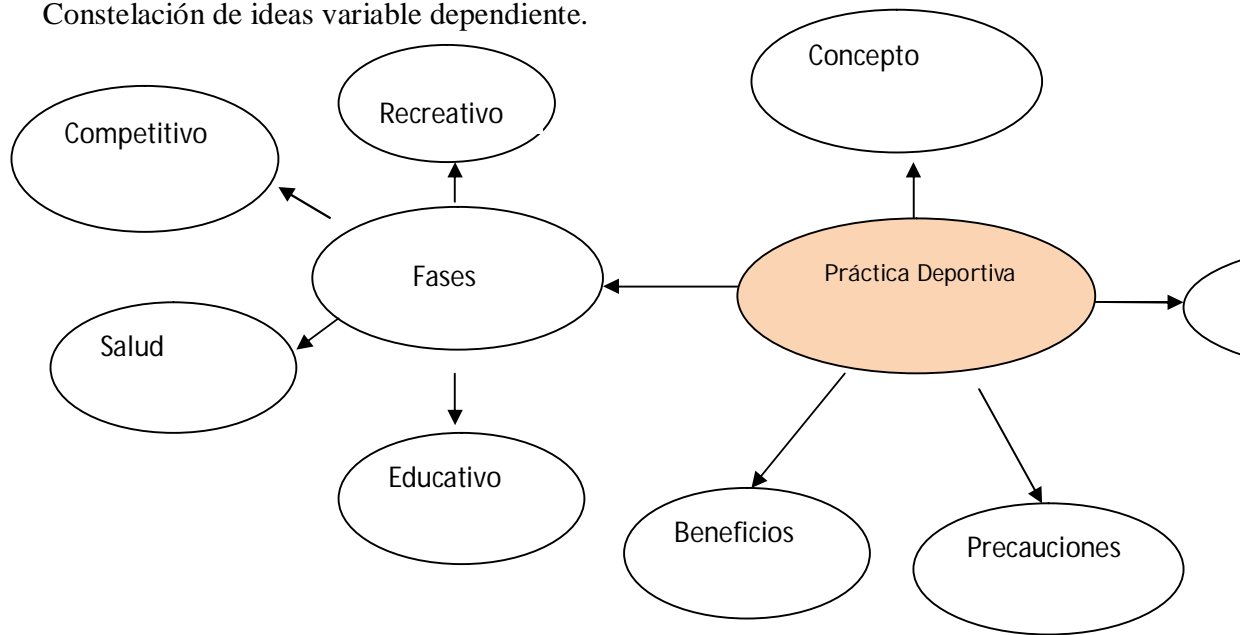 Constelación de ideas variable dependiente.
Concepto
Recreativo
Competitivo
Práctica Deportiva
Fases
Salud
Educativo
Beneficios
Precauciones